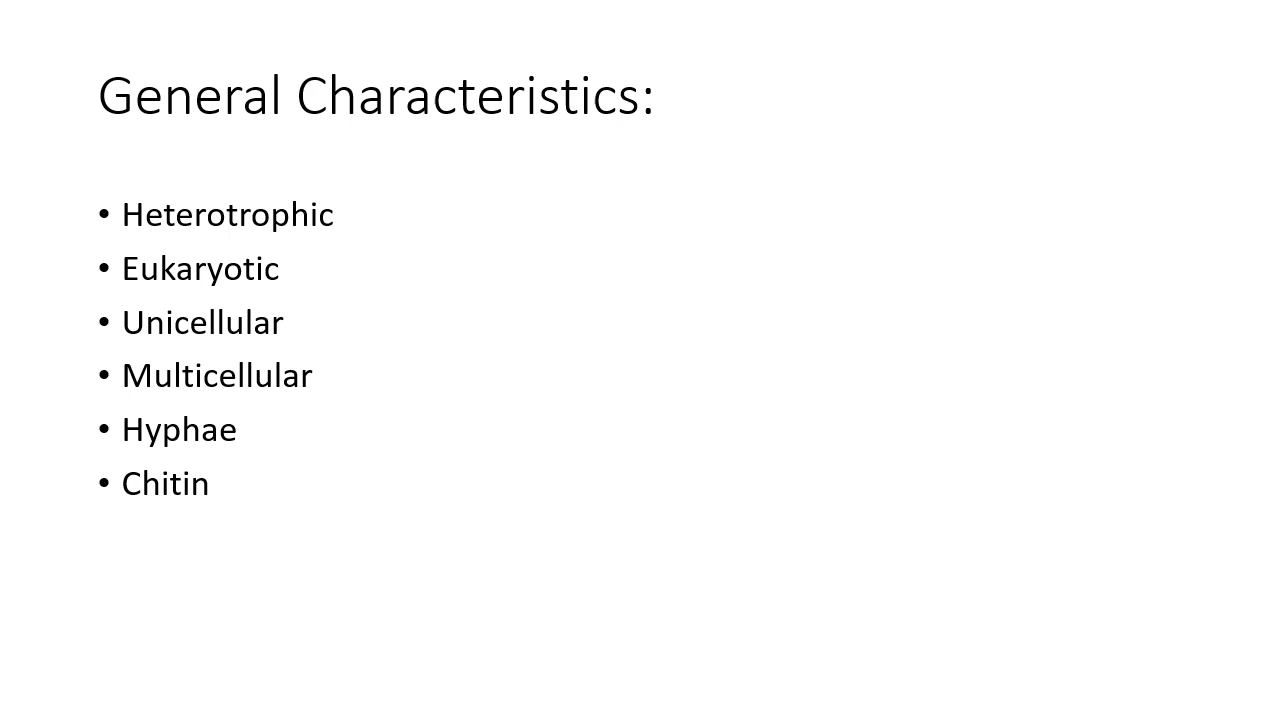 General Characteristics:
• Heterotrophic
• Eukaryotic
• Unicellular
• Multicellular
• Hyphae
• Chitin